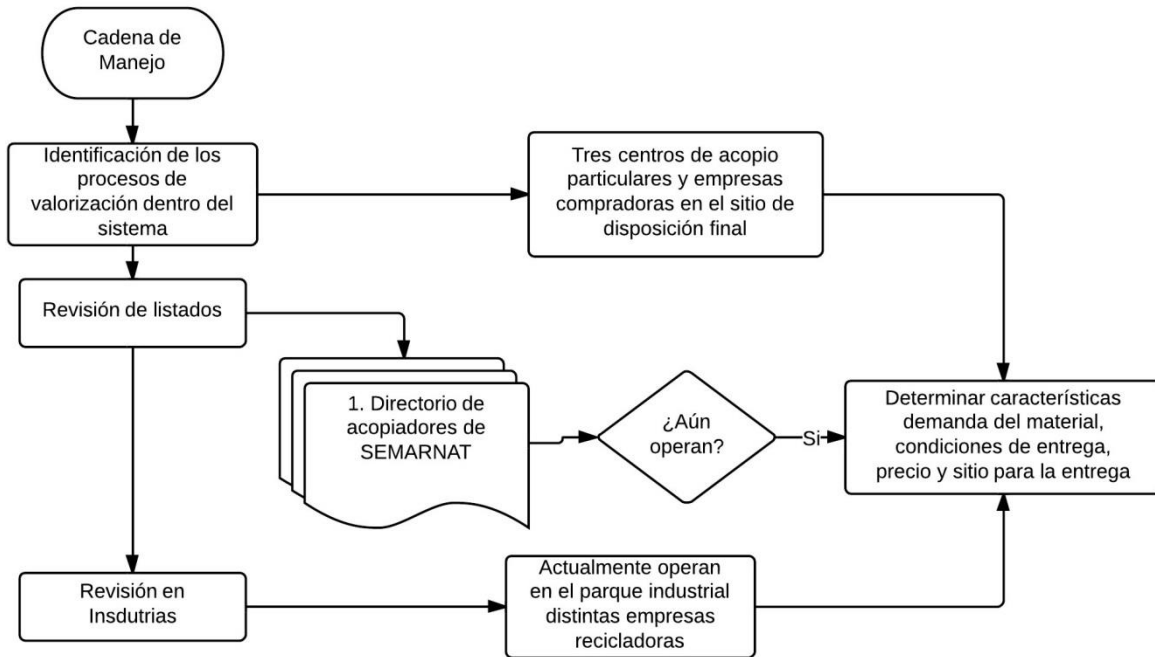 Cadena de
Manejo
Identificación de los
procesos de
valorización dentro del
sistema
Tres centros de acopio
particulares y empresas
compradoras en el sitio de
disposición final
Revisión de listados
1. Directorio de
acopiadores de
SEMARNAT
¿Aún
operan?
Si
Determinar características
demanda del material,
condiciones de entrega,
precio y sitio para la entrega
Revisión en
Insdutrias
Actualmente operan
en el parque industrial
distintas empresas
recicladoras